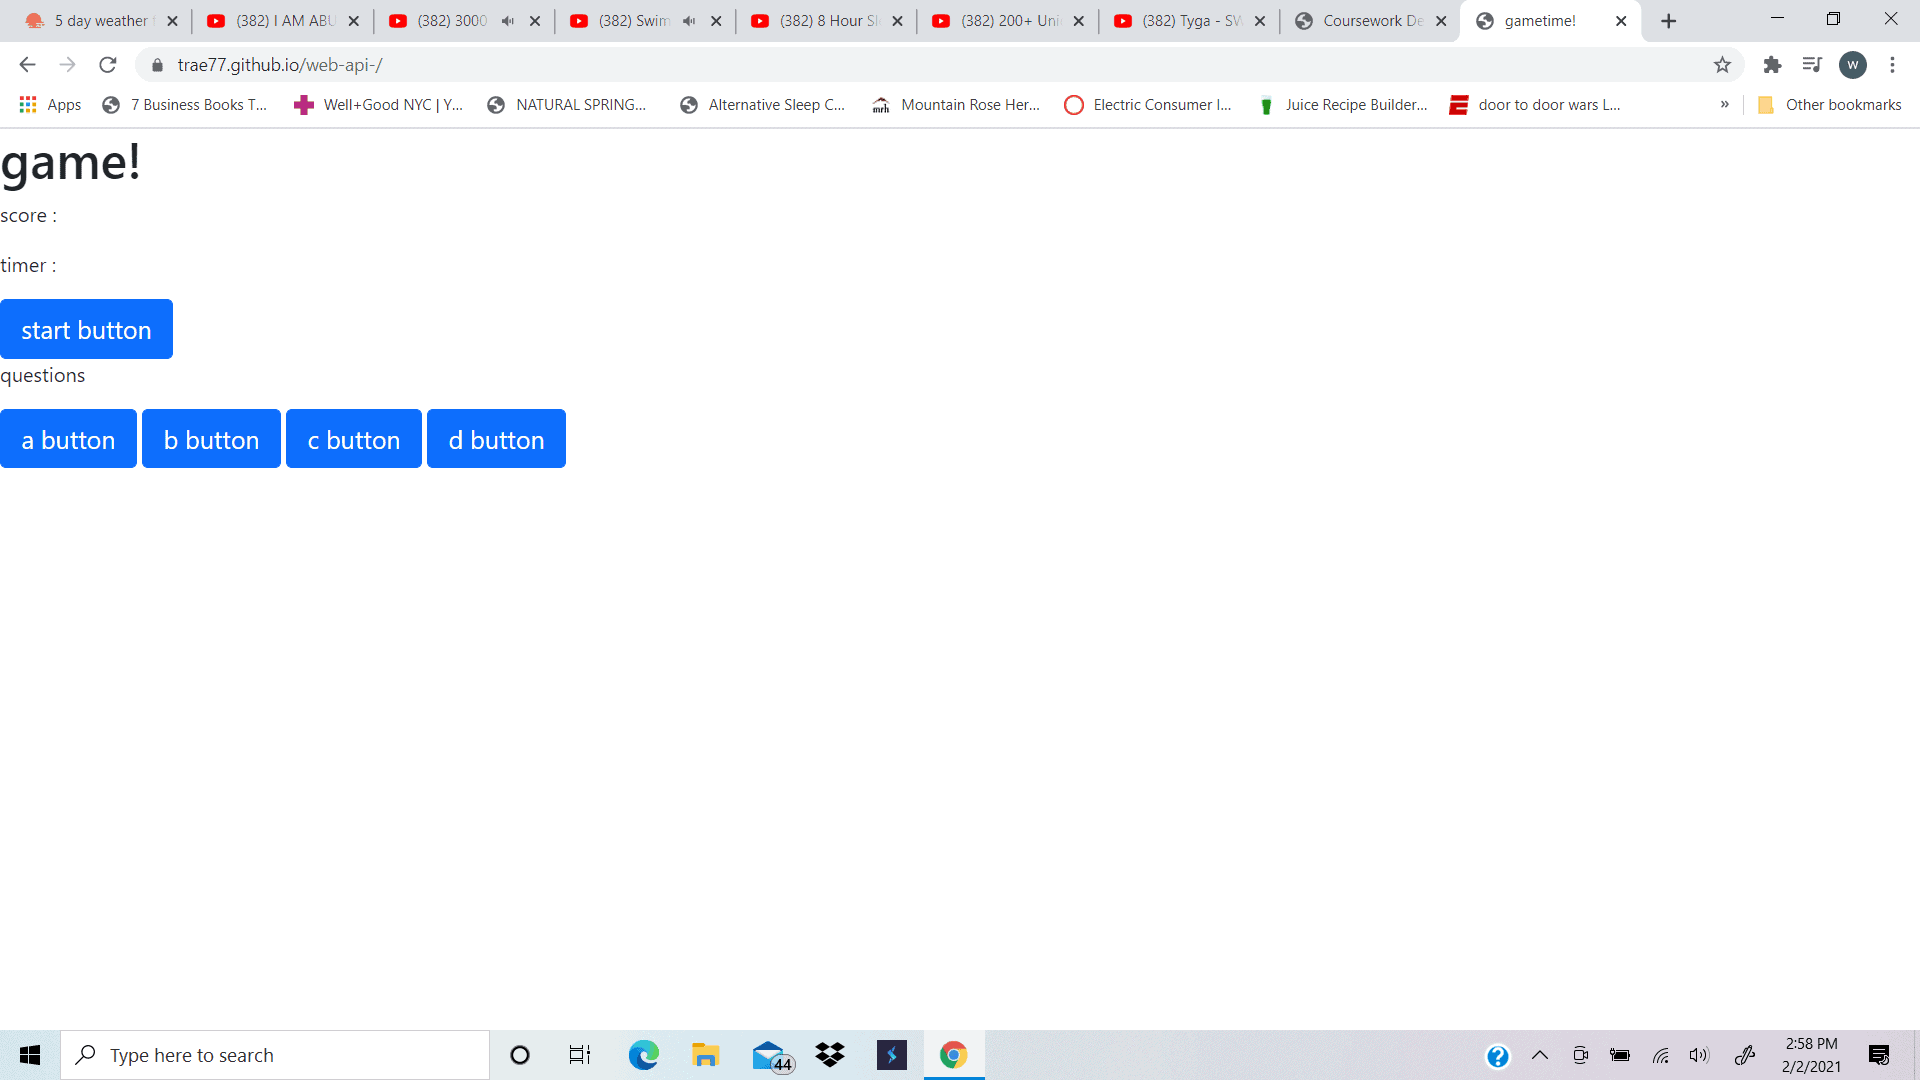 5 day weather f
(382) I AM ABU
(382) 3000
(382) Swim
(382) 8 Hour Sl
(382) 200+ Uni
(382) Tyga - SW
Coursework De
gametime!
trae77.github.io/web-api-/
W
Apps
7 Business Books T...
Well+Good NYC | Y...
NATURAL SPRING...
Alternative Sleep C...
mrh
Mountain Rose Her...
Electric Consumer I...
Juice Recipe Builder...
door to door wars L...
»
Other bookmarks
game!
score :
timer :
start button
questions
a button
b button
c button
d button
Type here to search
44
2:58 PM
2/2/2021